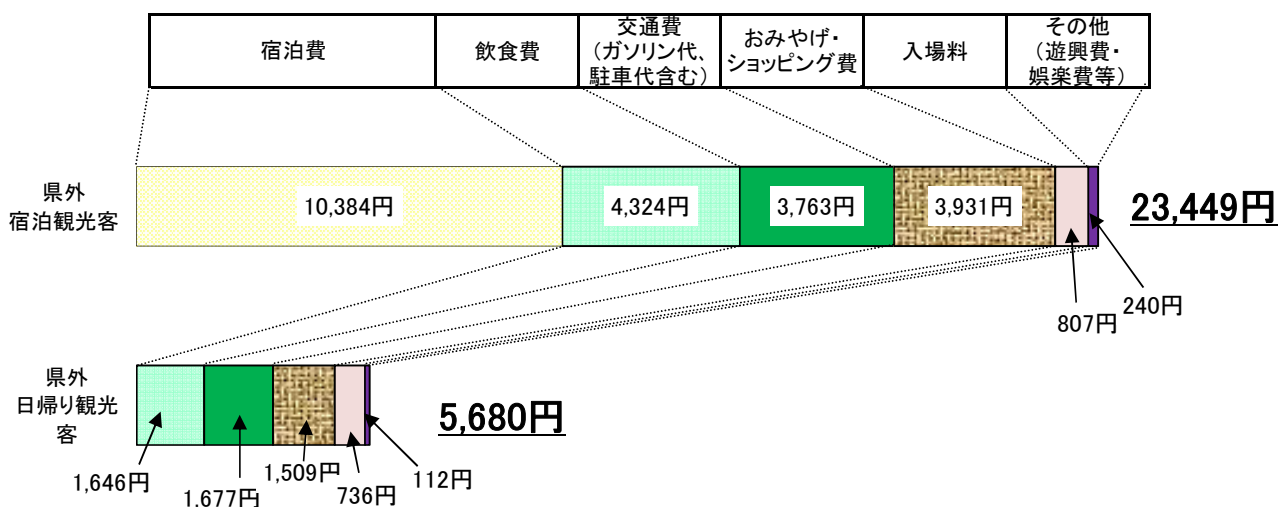 宿泊費
飲食費
交通費
（ガソリン代、
駐車代含む）
おみやげ・
ショッピング費
入場料
その他
（遊興費・
娯楽費等）
県外
宿泊観光客
10,384円
4,324円
3,763円
3,931円
23,449円
240円
807円
県外
日帰り観光
客
5,680円
1,646円
1,677円
1,509円
736円
112円